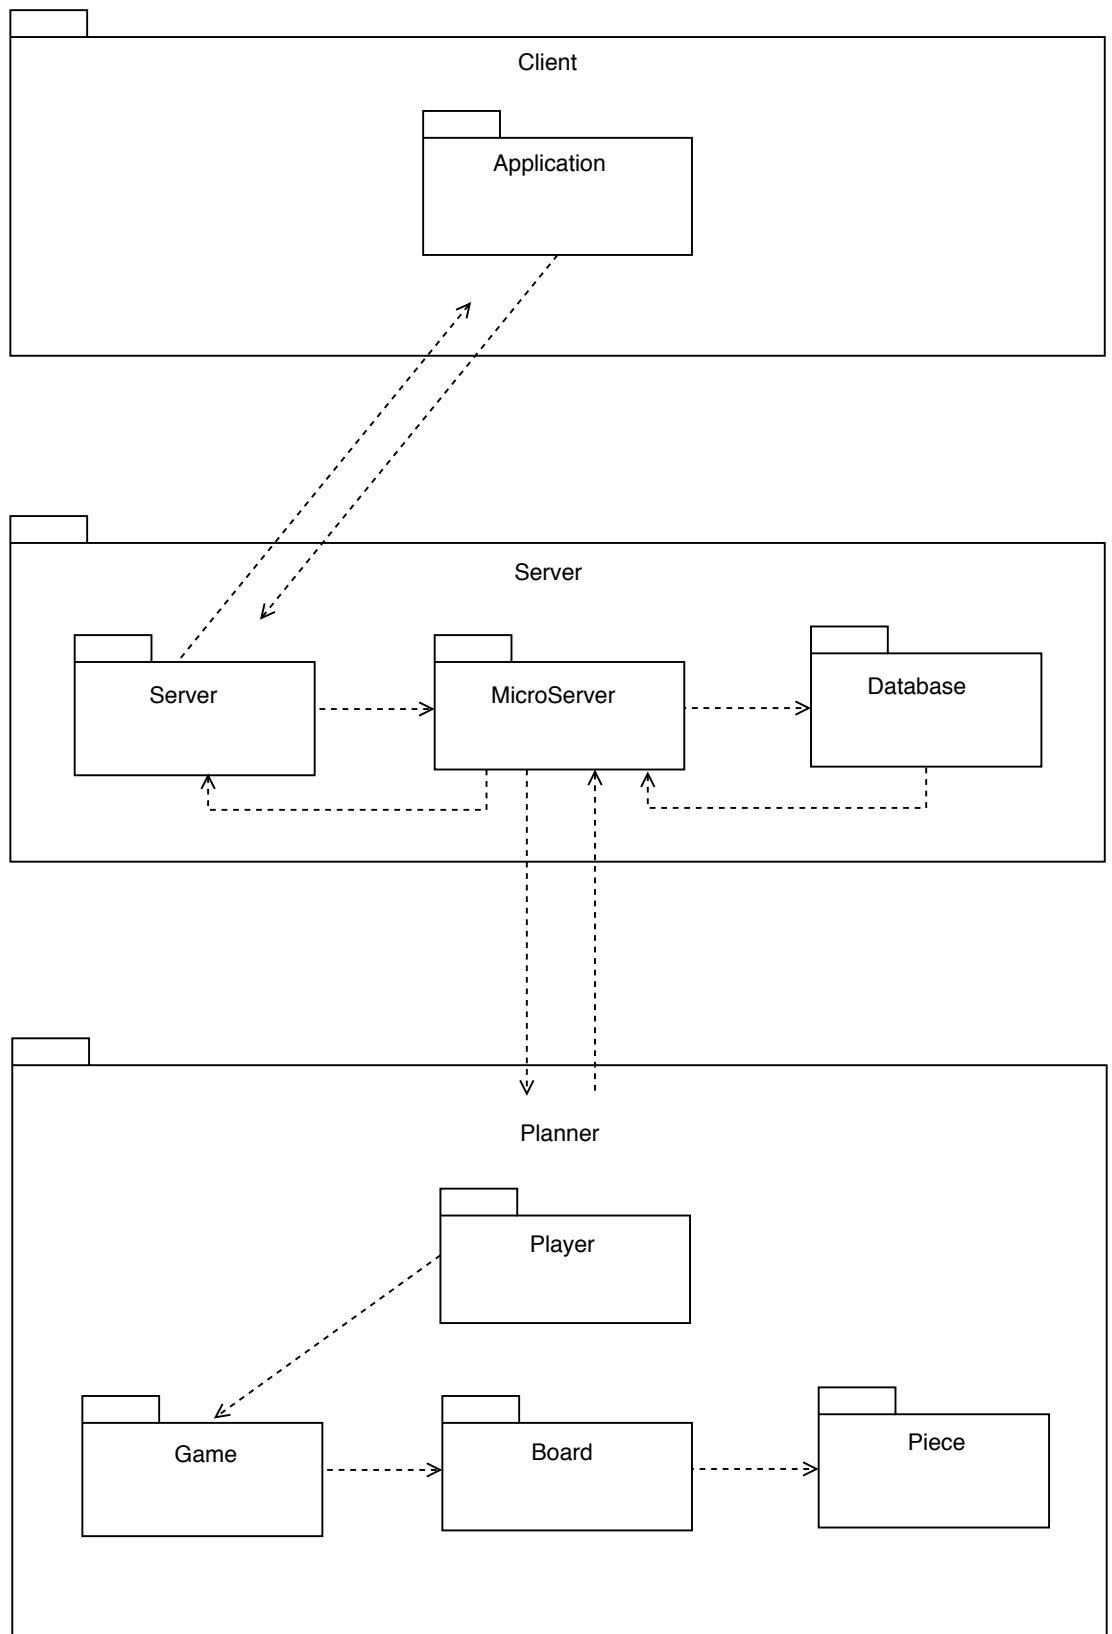 Client
Application
Server
Server
MicroServer
Database
Planner
Player
Game
Board
Piece